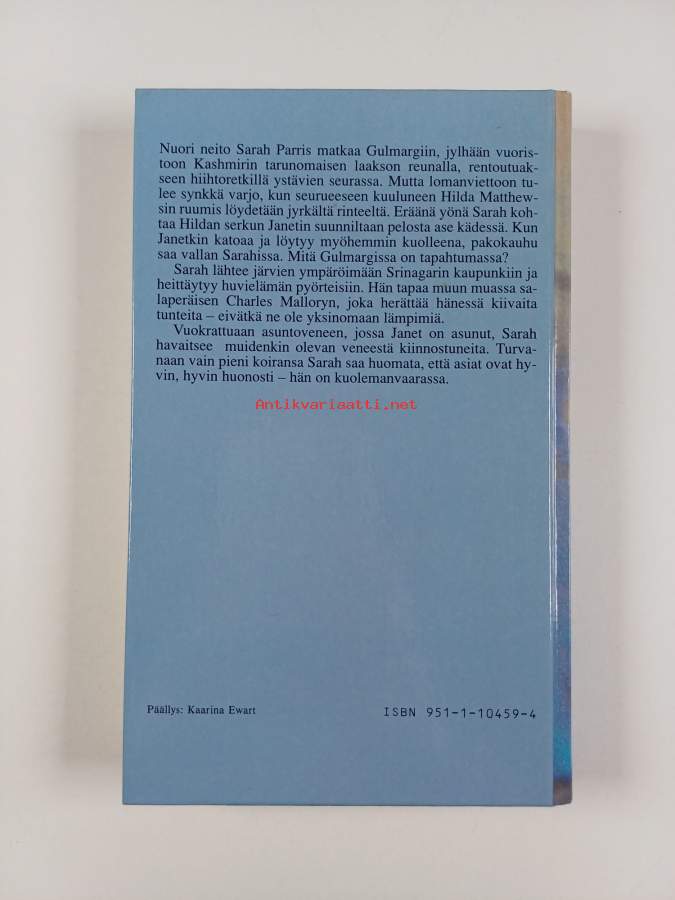 Nuori neito Sarah Parris matkaa Gulmargiin, jylhään vuoris-
toon Kashmirin tarunomaisen laakson reunalla, rentoutuak-
seen hiihtoretkillä ystävien seurassa. Mutta lomanviettoon tu-
lee synkkä varjo, kun seurueeseen kuuluneen Hilda Matthew-
sin ruumis löydetään jyrkältä rinteeltä. Eräänä yönä Sarah koh-
taa Hildan serkun Janetin suunniltaan pelosta ase kädessä. Kun
Janetkin katoaa ja löytyy myöhemmin kuolleena, pakokauhu
saa vallan Sarahissa. Mitä Gulmargissa on tapahtumassa?
Sarah lähtee järvien ympäröimään Srinagarin kaupunkiin ja
heittäytyy huvielämän pyörteisiin. Hän tapaa muun muassa sa-
laperäisen Charles Malloryn, joka herättää hänessä kiivaita
tunteita – eivätkä ne ole yksinomaan lämpimiä.
Vuokrattuaan asuntoveneen, jossa Janet on asunut, Sarah
havaitsee muidenkin olevan veneestä kiinnostuneita. Turva-
naan vain pieni koiransa Sarah saa huomata, että asiat ovat hy-
vin, hyvin huonosti – hän on kuolemanvaarassa.
Antikvariaatti.net
Päällys: Kaarina Ewart
ISBN 951-1-10459-4